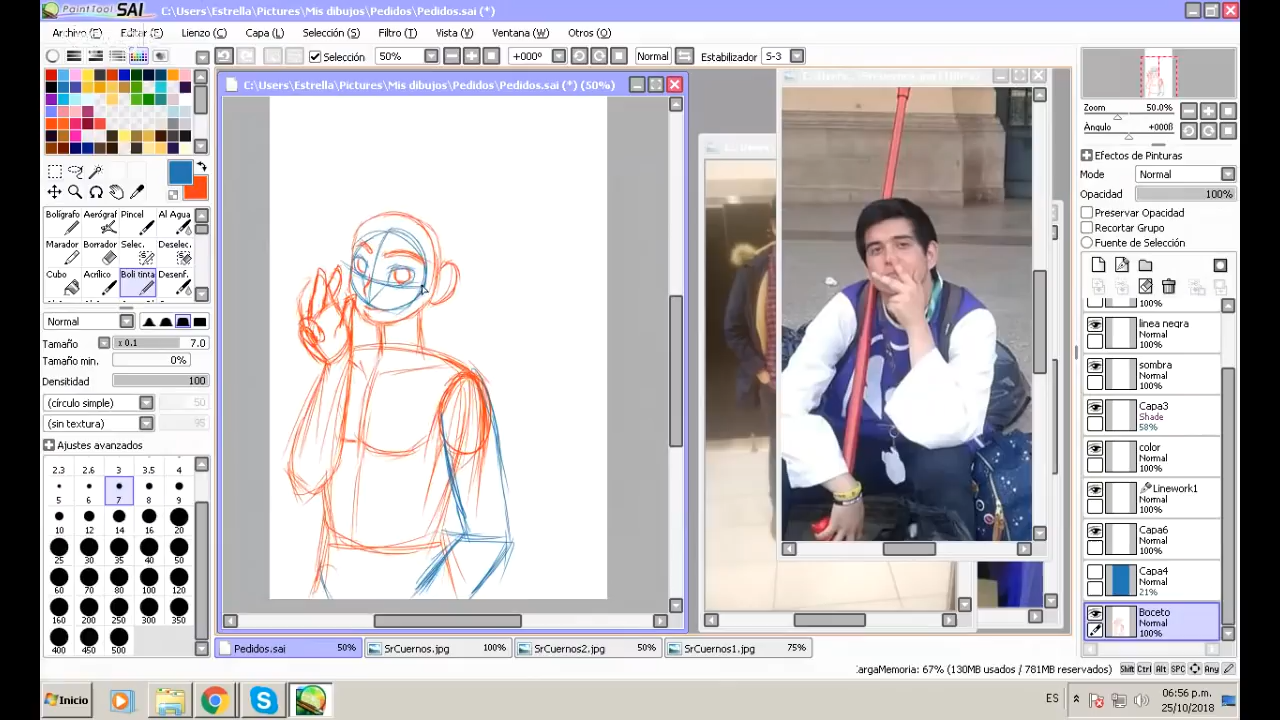 PaintTool SAI C:\Users\Estrella\Pictures\Mis dibujos\Pedidos\Pedidos.sai (*)
Archivo (F) Editar (E) Lienzo (C) Capa (L) Selección (S) Filtro (T) Vista (V) Ventana (W) Otros (O)
Selección 50% +000º Normal Estabilizador S-3
C:\Users\Estrella\Pictures\Mis dibujos\Pedidos\Pedidos.sai (*) (50%)
Zoom 50.0%
Ángulo +000ß
Efectos de Pinturas
Mode Normal
Opacidad 100%
Preservar Opacidad
Recortar Grupo
Fuente de Selección
Bolígrafo Aerógraf Pincel Al Agua
Marador Borrador Selec. Deselec.
Cubo Acrílico Boli tinta Desenf.
Normal
Tamaño x 0.1 7.0
Tamaño min. 0%
Densitidad 100
(círculo simple) 50
(sin textura) 95
Ajustes avanzados
2.3 2.6 3 3.5 4
5 6 7 8 9
10 12 14 16 20
25 30 35 40 50
60 70 80 100 120
160 200 250 300 350
400 450 500
100%
linea negra
Normal
100%
sombra
Normal
100%
Capa3
Shade
58%
color
Normal
100%
Linework1
Normal
100%
Capa6
Normal
100%
Capa4
Normal
21%
Boceto
Normal
100%
Pedidos.sai 50% SrCuernos.jpg 100% SrCuernos2.jpg 50% SrCuernos1.jpg 75%
CargaMemoria: 67% (130MB usados / 781MB reservados) Shift Ctrl Alt SPC Any
Inicio ES 06:56 p.m.
25/10/2018